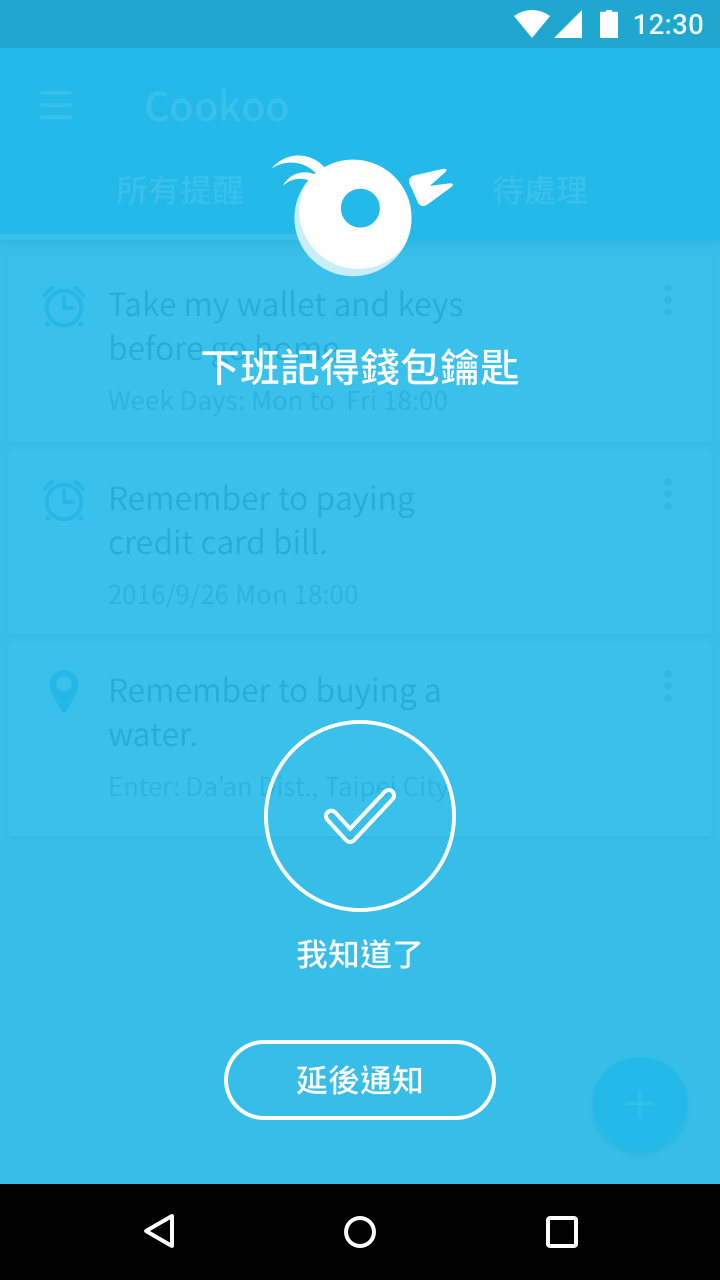 12:30
Cookoo
所有提醒
待處理
Take my wallet and keys
before go home.
下班記得錢包鑰匙
Week Days: Mon to Fri 18:00
Remember to paying
credit card bill.
2016/9/26 Mon 18:00
Remember to buying a
water.
Enter: Da’an Dist., Taipei City
我知道了
延後通知